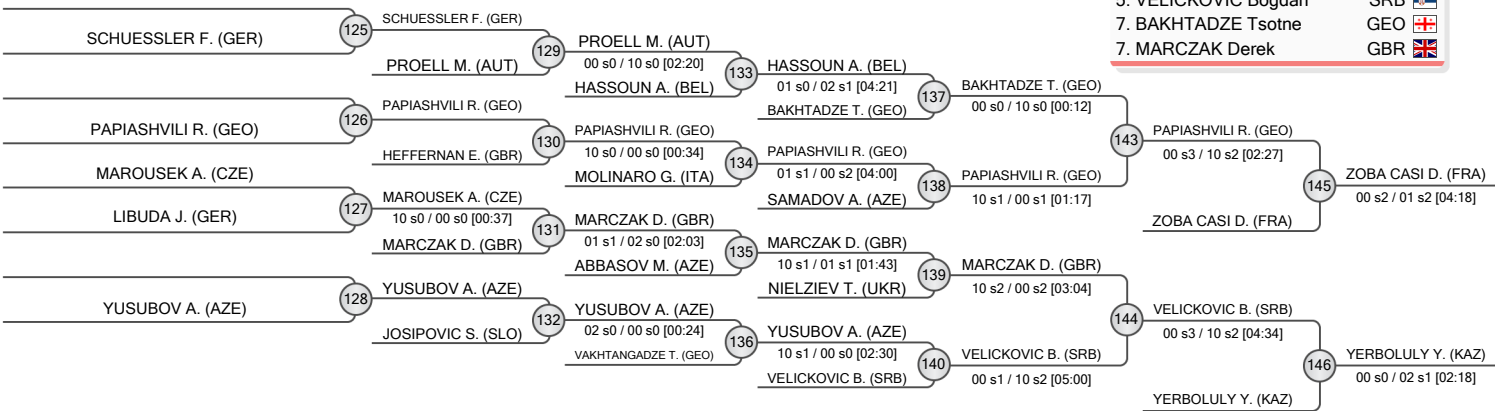 5. VELICKOVIC Bogdan SRB
7. BAKHTADZE Tsotne GEO
7. MARCZAK Derek GBR
SCHUESSLER F. (GER)
PAPIASHVILI R. (GEO)
MAROUSEK A. (CZE)
LIBUDA J. (GER)
YUSUBOV A. (AZE)
125
126
127
128
SCHUESSLER F. (GER)
PROELL M. (AUT)
PAPIASHVILI R. (GEO)
HEFFERNAN E. (GBR)
MAROUSEK A. (CZE)
10 s0 / 00 s0 [00:37]
MARCZAK D. (GBR)
YUSUBOV A. (AZE)
JOSIPOVIC S. (SLO)
129
130
131
132
PROELL M. (AUT)
00 s0 / 10 s0 [02:20]
HASSOUN A. (BEL)
PAPIASHVILI R. (GEO)
10 s0 / 00 s0 [00:34]
MOLINARO G. (ITA)
MARCZAK D. (GBR)
01 s1 / 02 s0 [02:03]
ABBASOV M. (AZE)
YUSUBOV A. (AZE)
02 s0 / 00 s0 [00:24]
VAKHTANGADZE T. (GEO)
133
134
135
136
HASSOUN A. (BEL)
01 s0 / 02 s1 [04:21]
BAKHTADZE T. (GEO)
PAPIASHVILI R. (GEO)
01 s1 / 00 s2 [04:00]
SAMADOV A. (AZE)
MARCZAK D. (GBR)
10 s1 / 01 s1 [01:43]
NIELZIEV T. (UKR)
YUSUBOV A. (AZE)
10 s1 / 00 s0 [02:30]
VELICKOVIC B. (SRB)
137
138
139
140
BAKHTADZE T. (GEO)
00 s0 / 10 s0 [00:12]
PAPIASHVILI R. (GEO)
10 s1 / 00 s1 [01:17]
MARCZAK D. (GBR)
10 s2 / 00 s2 [03:04]
VELICKOVIC B. (SRB)
00 s1 / 10 s2 [05:00]
143
144
PAPIASHVILI R. (GEO)
00 s3 / 10 s2 [02:27]
ZOBA CASI D. (FRA)
VELICKOVIC B. (SRB)
00 s3 / 10 s2 [04:34]
YERBOLULY Y. (KAZ)
145
146
ZOBA CASI D. (FRA)
00 s2 / 01 s2 [04:18]
YERBOLULY Y. (KAZ)
00 s0 / 02 s1 [02:18]